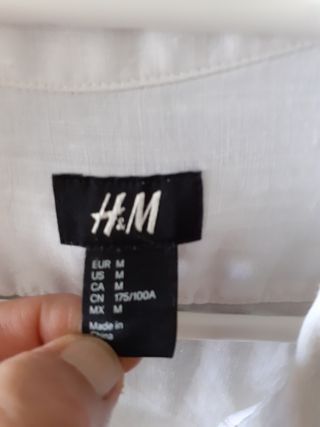 H&M
EUR M
US M
CA M
CN 175/100A
MX M
Made in
China